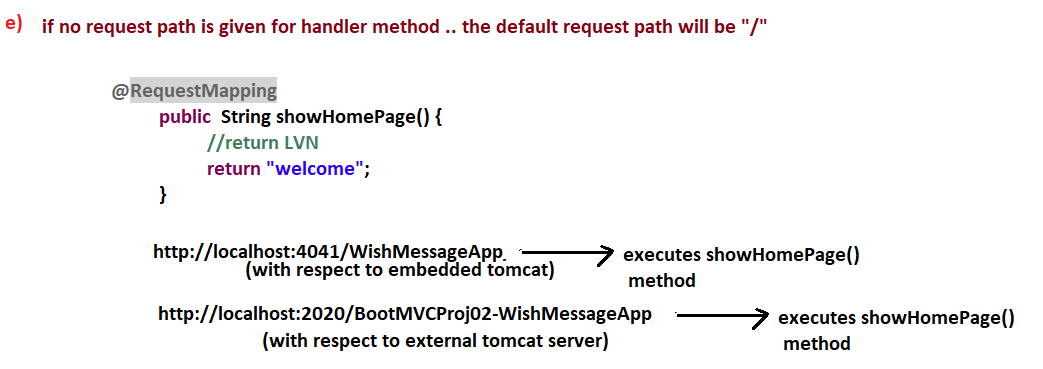 e) if no request path is given for handler method .. the default request path will be "/"
@RequestMapping
public String showHomePage() {
//return LVN
return "welcome";
}
http://localhost:4041/WishMessageApp. executes showHomePage()
(with respect to embedded tomcat) method
http://localhost:2020/BootMVCProj02-WishMessageApp executes showHomePage()
(with respect to external tomcat server) method